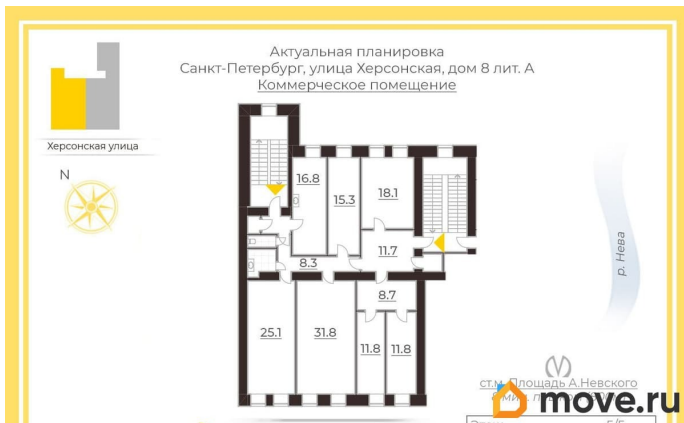 Актуальная планировка
Санкт-Петербург, улица Херсонская, дом 8 лит. А
Коммерческое помещение
Херсонская улица
N
16.8
15.3
18.1
11.7
8.3
8.7
25.1
31.8
11.8
11.8
р. Нева
ст.м. Площадь А.Невского
move.ru
5/5